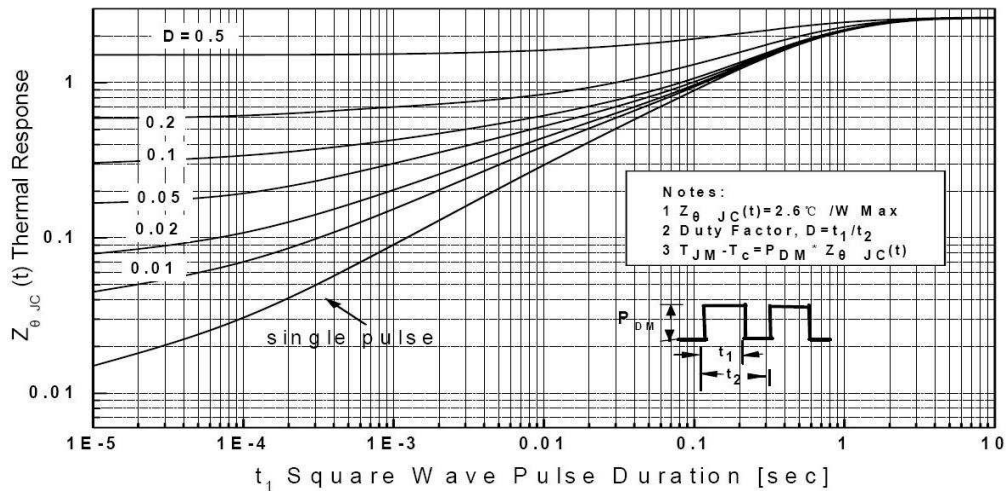 Z θ JC (t) Thermal Response
1
0.1
0.01
D=0.5
0.2
0.1
0.05
0.02
0.01
single pulse
Notes:
1 Z θ JC (t)=2.6℃ /W Max
2 Duty Factor, D=t1/t2
3 TJM -Tc=PDM * Z θ JC (t)
PDM
t1
t2
1E-5 1E-4 1E-3 0.01 0.1 1 10
t1 Square Wave Pulse Duration [sec]